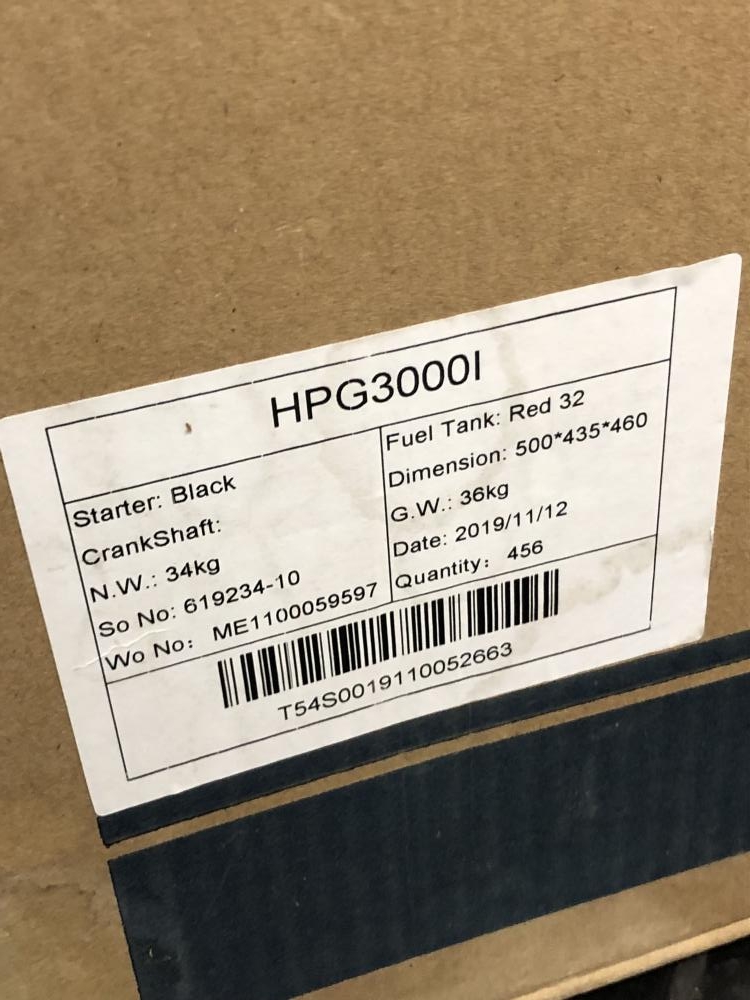 HPG3000I
Starter: Black
CrankShaft:
N.W.: 34kg
So No: 619234-10
Wo No: ME1100059597
Fuel Tank: Red 32
Dimension: 500*435*460
G.W.: 36kg
Date: 2019/11/12
Quantity: 456
T54S0019110052663